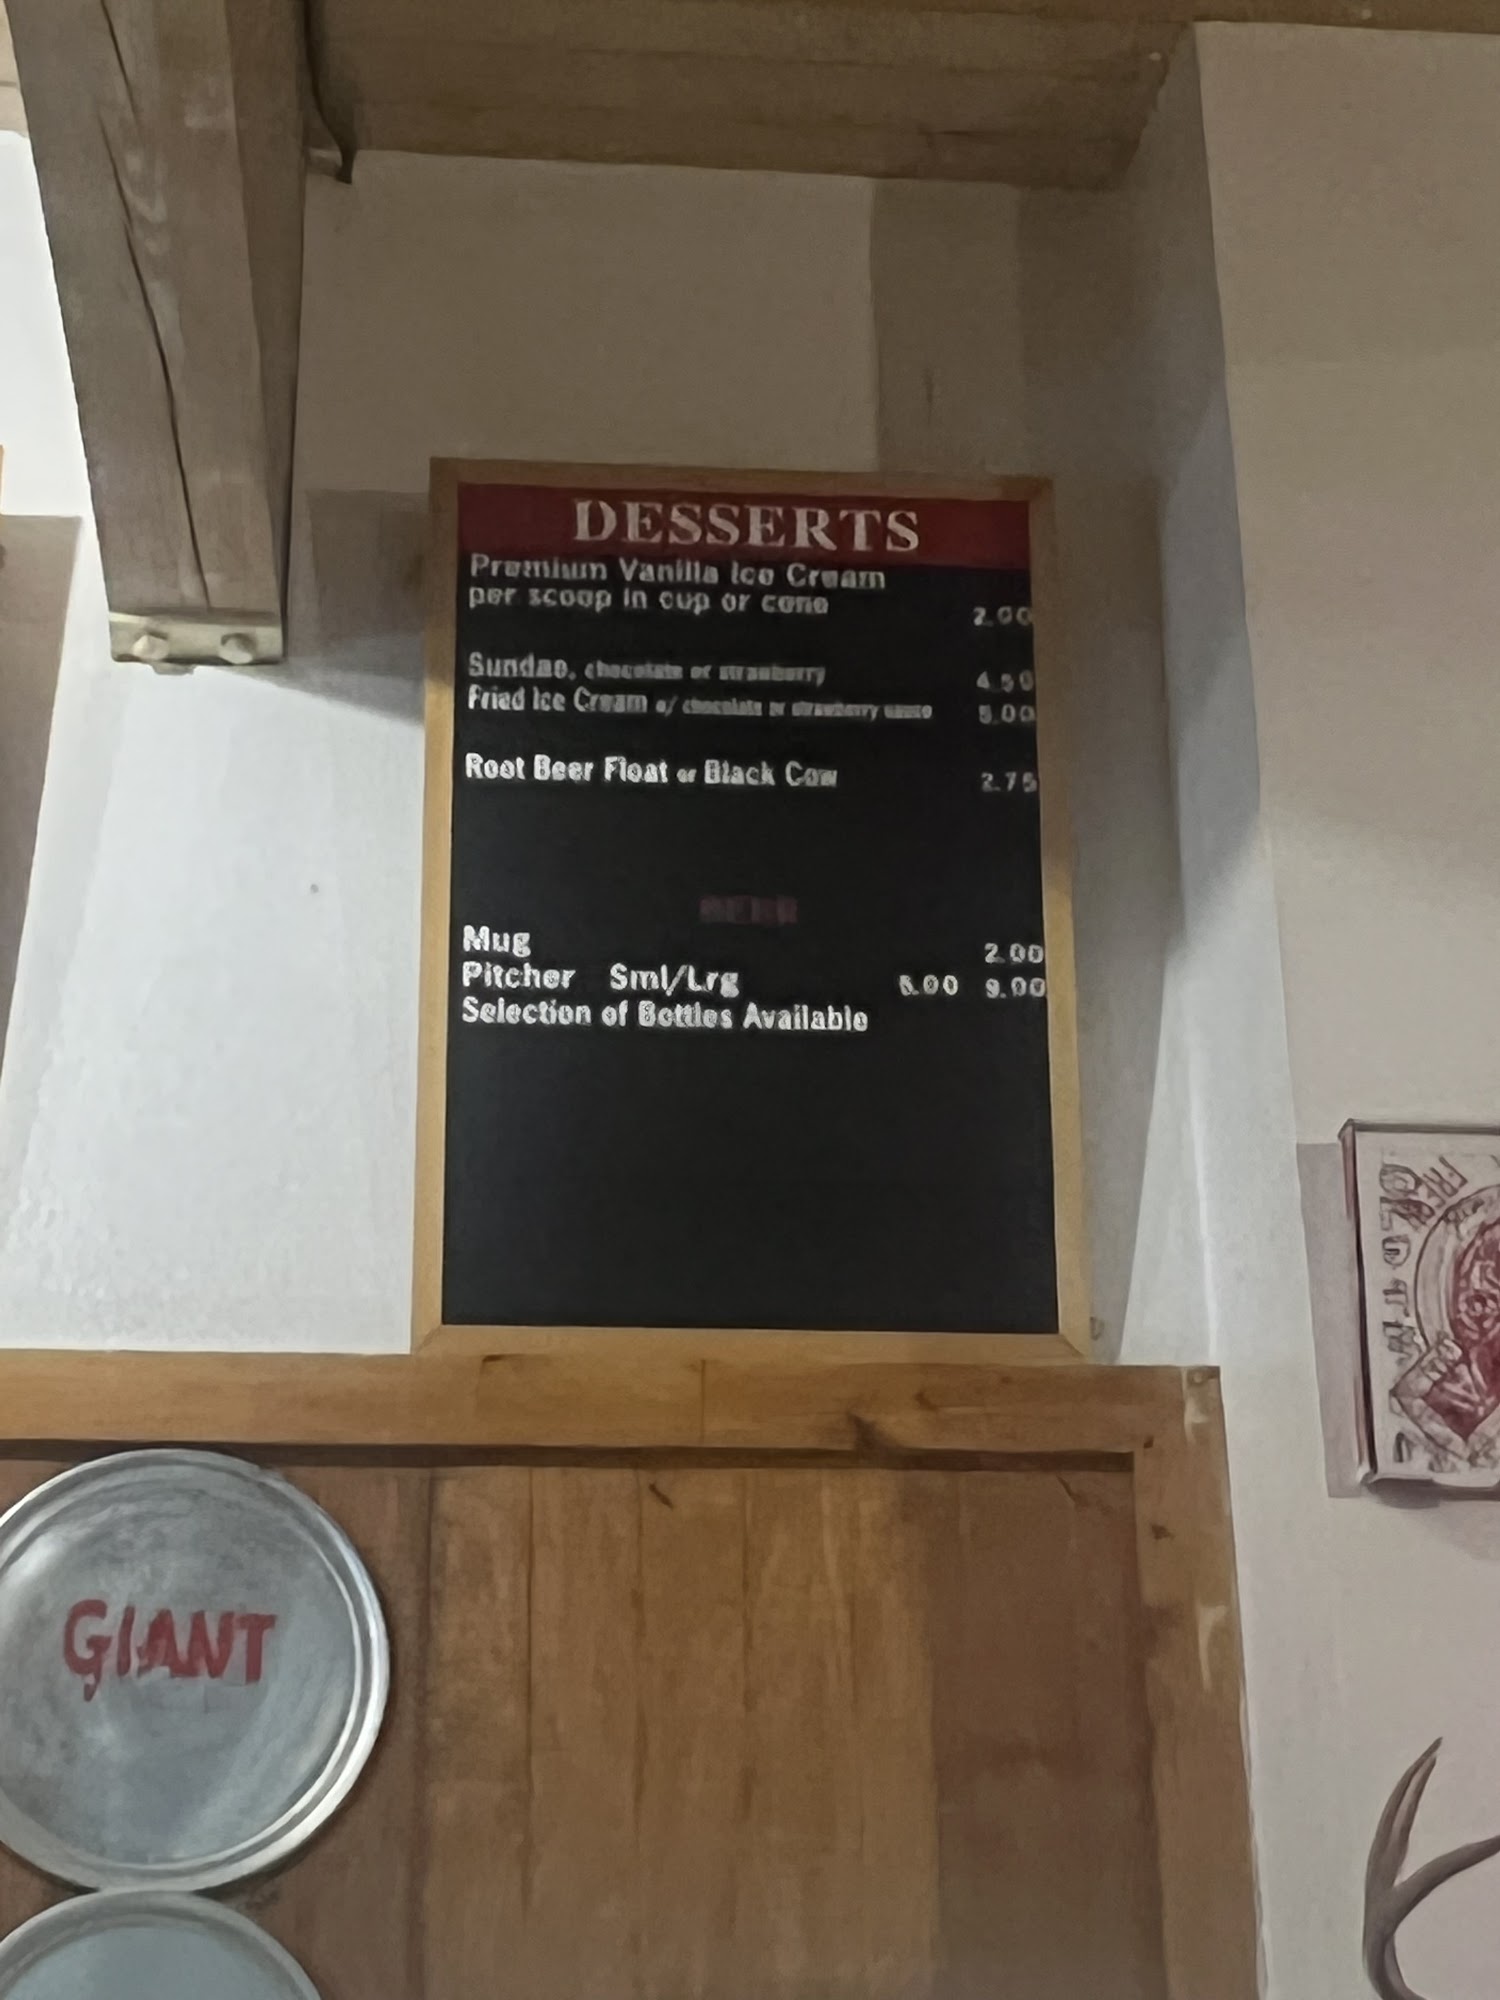 DESSERTS
Premium Vanilla Ice Cream
per scoop in cup or cone 2.00
Sundae, chocolate or strawberry 4.50
Fried Ice Cream w/ chocolate or strawberry sauce 5.00
Root Beer Float or Black Cow 2.75
BEER
Mug 2.00
Pitcher Sml/Lrg 9.00
Selection of Bottles Available
GIANT